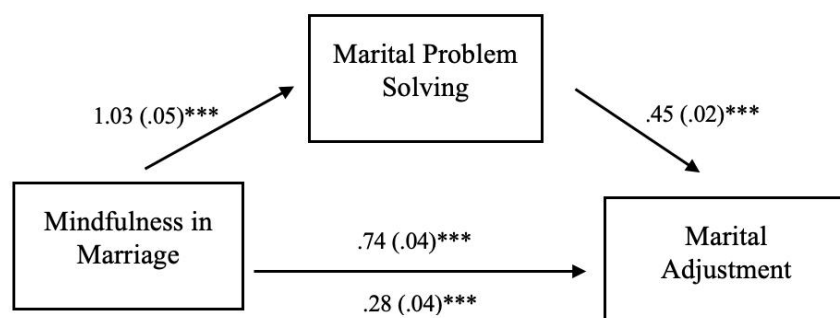 Marital Problem
Solving
1.03 (.05)***
.45 (.02)***
Mindfulness in
Marriage
.74 (.04)***
.28 (.04)***
Marital
Adjustment